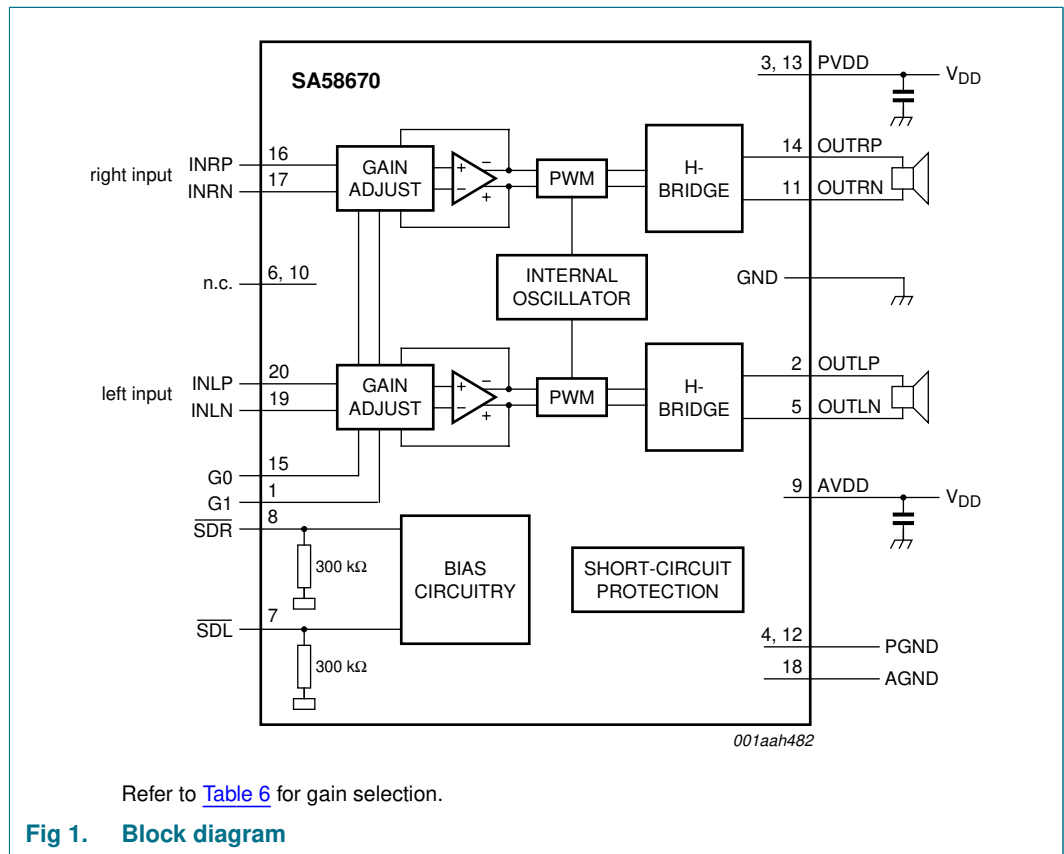 SA58670
3, 13 PVDD
VDD
right input
INRP 16
INRN 17
GAIN ADJUST
+ −
− +
PWM
H-BRIDGE
14 OUTRP
11 OUTRN
n.c. 6, 10
INTERNAL OSCILLATOR
GND
left input
INLP 20
INLN 19
GAIN ADJUST
+ −
− +
PWM
H-BRIDGE
2 OUTLP
5 OUTLN
G0 15
G1 1
9 AVDD
VDD
SDR 8
300 kΩ
BIAS CIRCUITRY
SHORT-CIRCUIT PROTECTION
SDL 7
300 kΩ
4, 12 PGND
18 AGND
001aah482
Refer to Table 6 for gain selection.
Fig 1. Block diagram